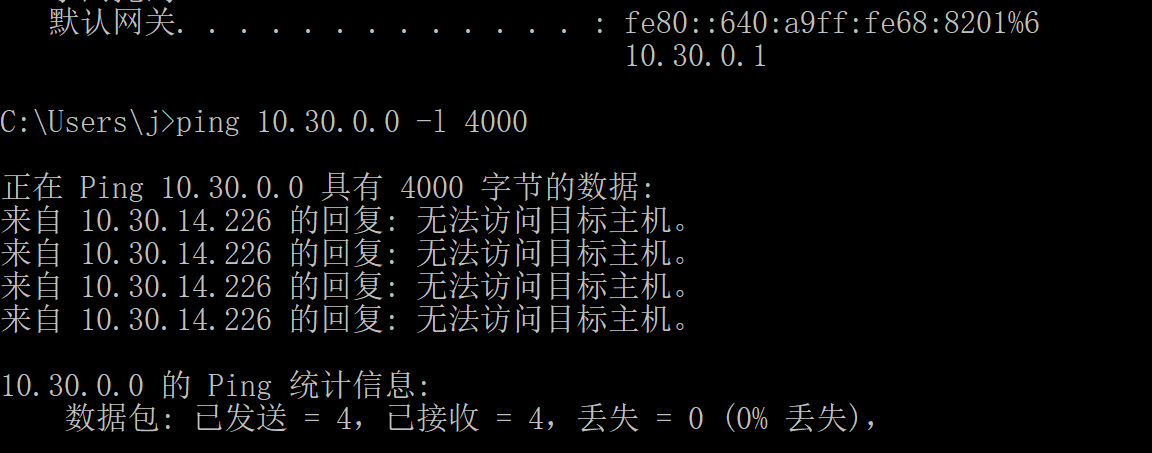 默认网关. . . . . . . . . . . . . : fe80::640:a9ff:fe68:8201%6
10.30.0.1
C:\Users\j>ping 10.30.0.0 -l 4000
正在 Ping 10.30.0.0 具有 4000 字节的数据:
来自 10.30.14.226 的回复: 无法访问目标主机。
来自 10.30.14.226 的回复: 无法访问目标主机。
来自 10.30.14.226 的回复: 无法访问目标主机。
来自 10.30.14.226 的回复: 无法访问目标主机。
10.30.0.0 的 Ping 统计信息:
数据包: 已发送 = 4，已接收 = 4，丢失 = 0 (0% 丢失)，